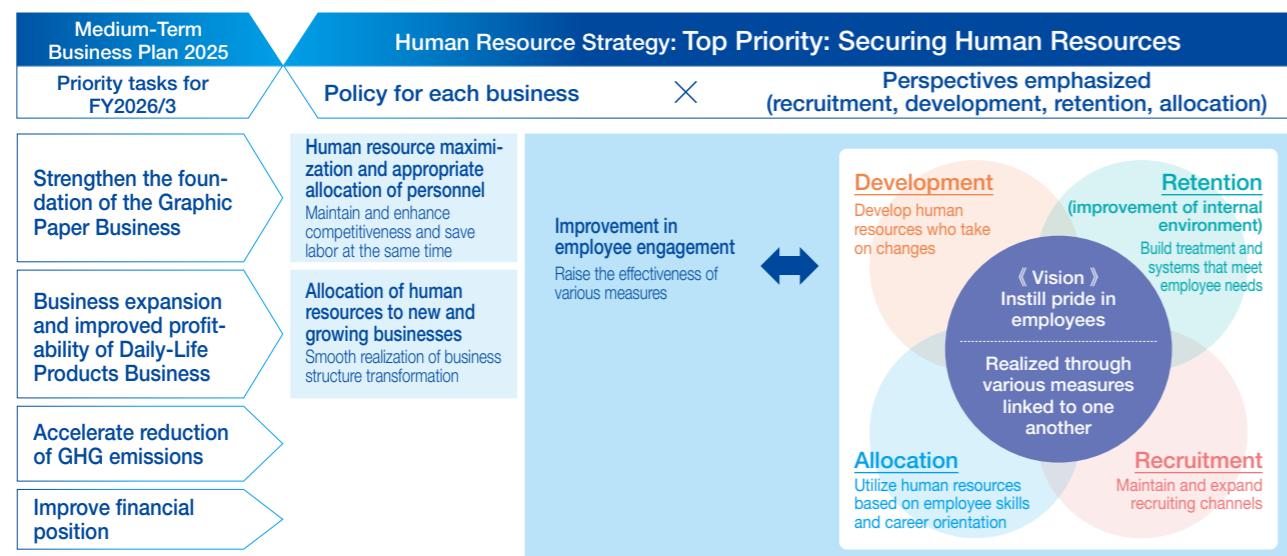 Medium-Term
Business Plan 2025
Human Resource Strategy: Top Priority: Securing Human Resources
Priority tasks for
FY2026/3
Policy for each business
×
Perspectives emphasized
(recruitment, development, retention, allocation)
Strengthen the foun-
dation of the Graphic
Paper Business
Human resource maximi-
zation and appropriate
allocation of personnel
Maintain and enhance
competitiveness and save
labor at the same time
Business expansion
and improved profit-
ability of Daily-Life
Products Business
Allocation of human
resources to new and
growing businesses
Smooth realization of business
structure transformation
Accelerate reduction
of GHG emissions
Improve financial
position
Improvement in
employee engagement
Raise the effectiveness of
various measures
Development
Develop human
resources who take
on changes
Retention
(improvement of internal
environment)
Build treatment and
systems that meet
employee needs
《 Vision 》
Instill pride in
employees
Realized through
various measures
linked to one
another
Allocation
Utilize human resources
based on employee skills
and career orientation
Recruitment
Maintain and expand
recruiting channels